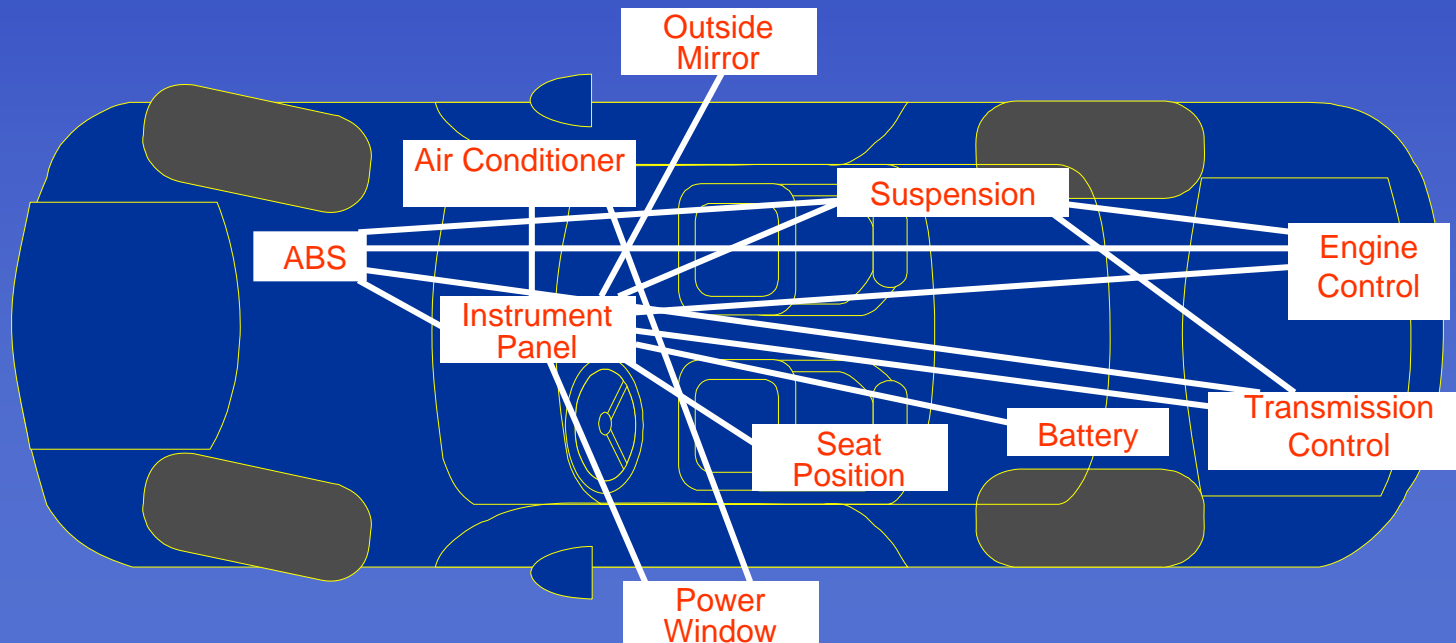 Outside
Mirror
Air Conditioner
Suspension
ABS
Engine
Control
Instrument
Panel
Transmission
Control
Battery
Seat
Position
Power
Window